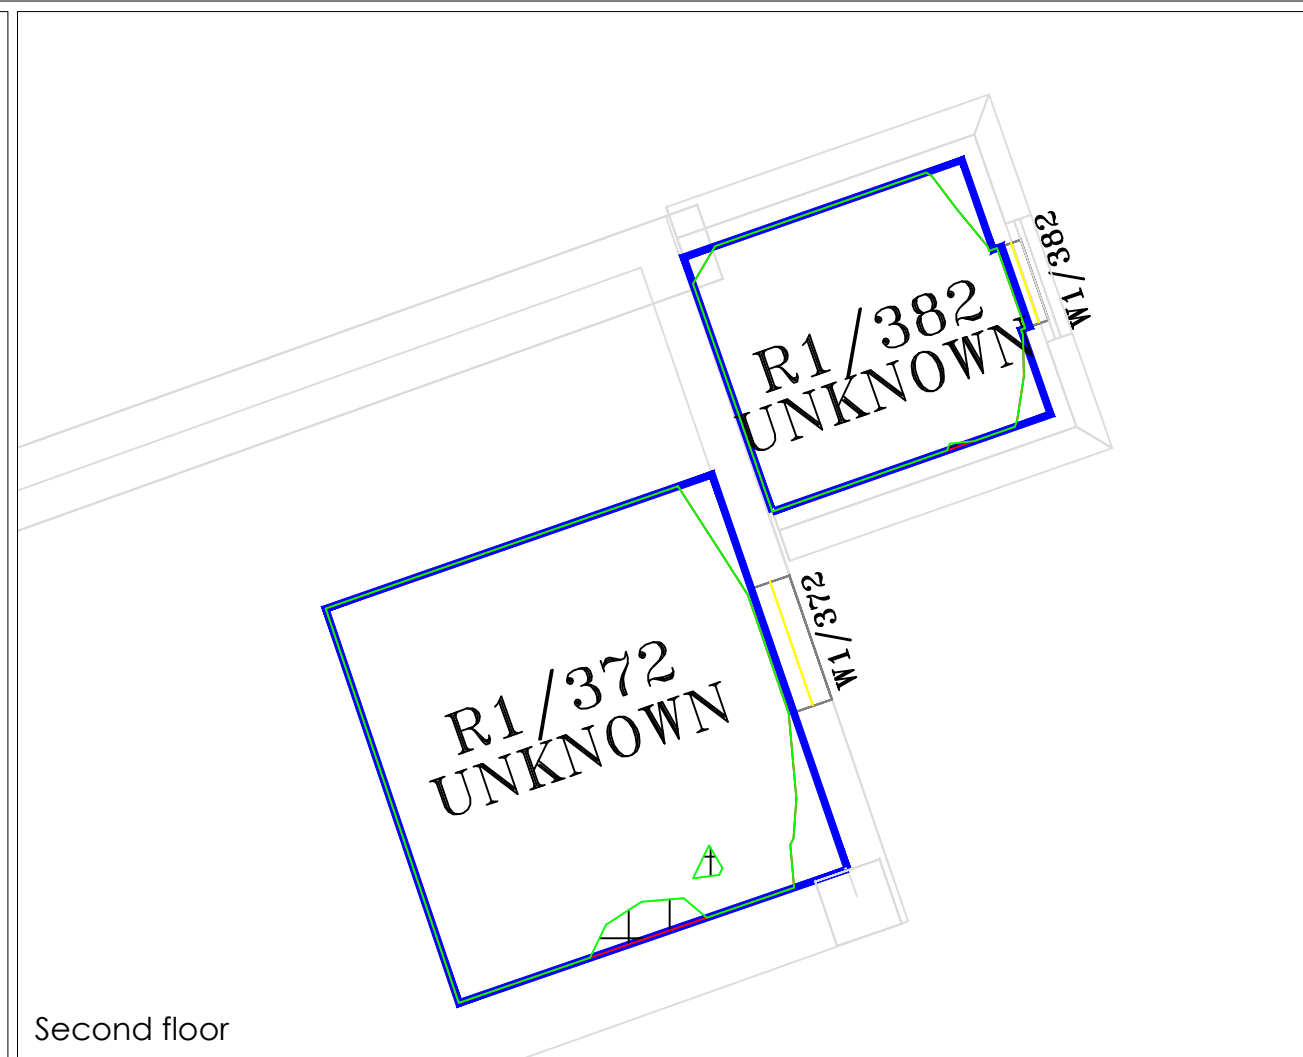 R1/382
UNKNOWN
W1/382
R1/372
UNKNOWN
W1/372
Second floor